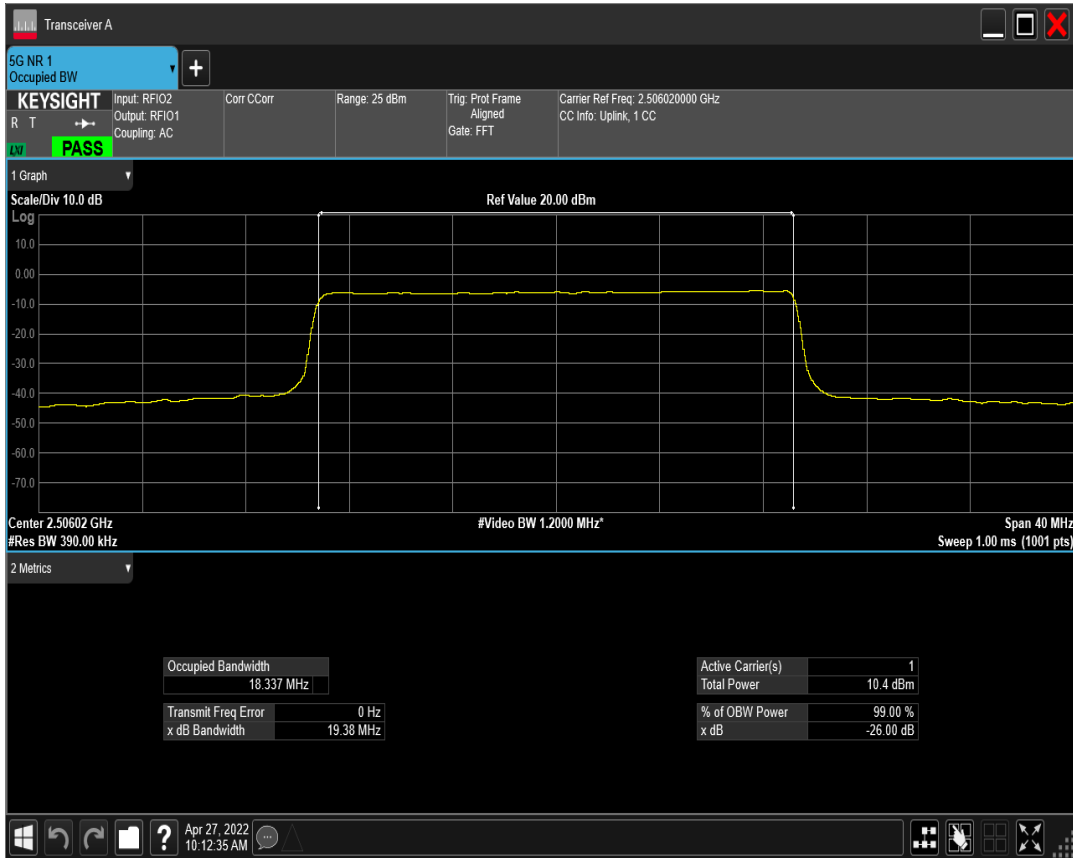 Transceiver A
5G NR 1
Occupied BW
+
KEYSIGHT
R T
LXI
PASS
Input: RFIO2
Output: RFIO1
Coupling: AC
Corr CCorr
Range: 25 dBm
Trig: Prot Frame
Aligned
Gate: FFT
Carrier Ref Freq: 2.506020000 GHz
CC Info: Uplink, 1 CC
1 Graph
Scale/Div 10.0 dB
Ref Value 20.00 dBm
Log
10.0
0.00
-10.0
-20.0
-30.0
-40.0
-50.0
-60.0
-70.0
Center 2.50602 GHz
#Video BW 1.2000 MHz*
Span 40 MHz
#Res BW 390.00 kHz
Sweep 1.00 ms (1001 pts)
2 Metrics
Occupied Bandwidth
18.337 MHz
Transmit Freq Error 0 Hz
x dB Bandwidth 19.38 MHz
Active Carrier(s) 1
Total Power 10.4 dBm
% of OBW Power 99.00 %
x dB -26.00 dB
?
Apr 27, 2022
10:12:35 AM